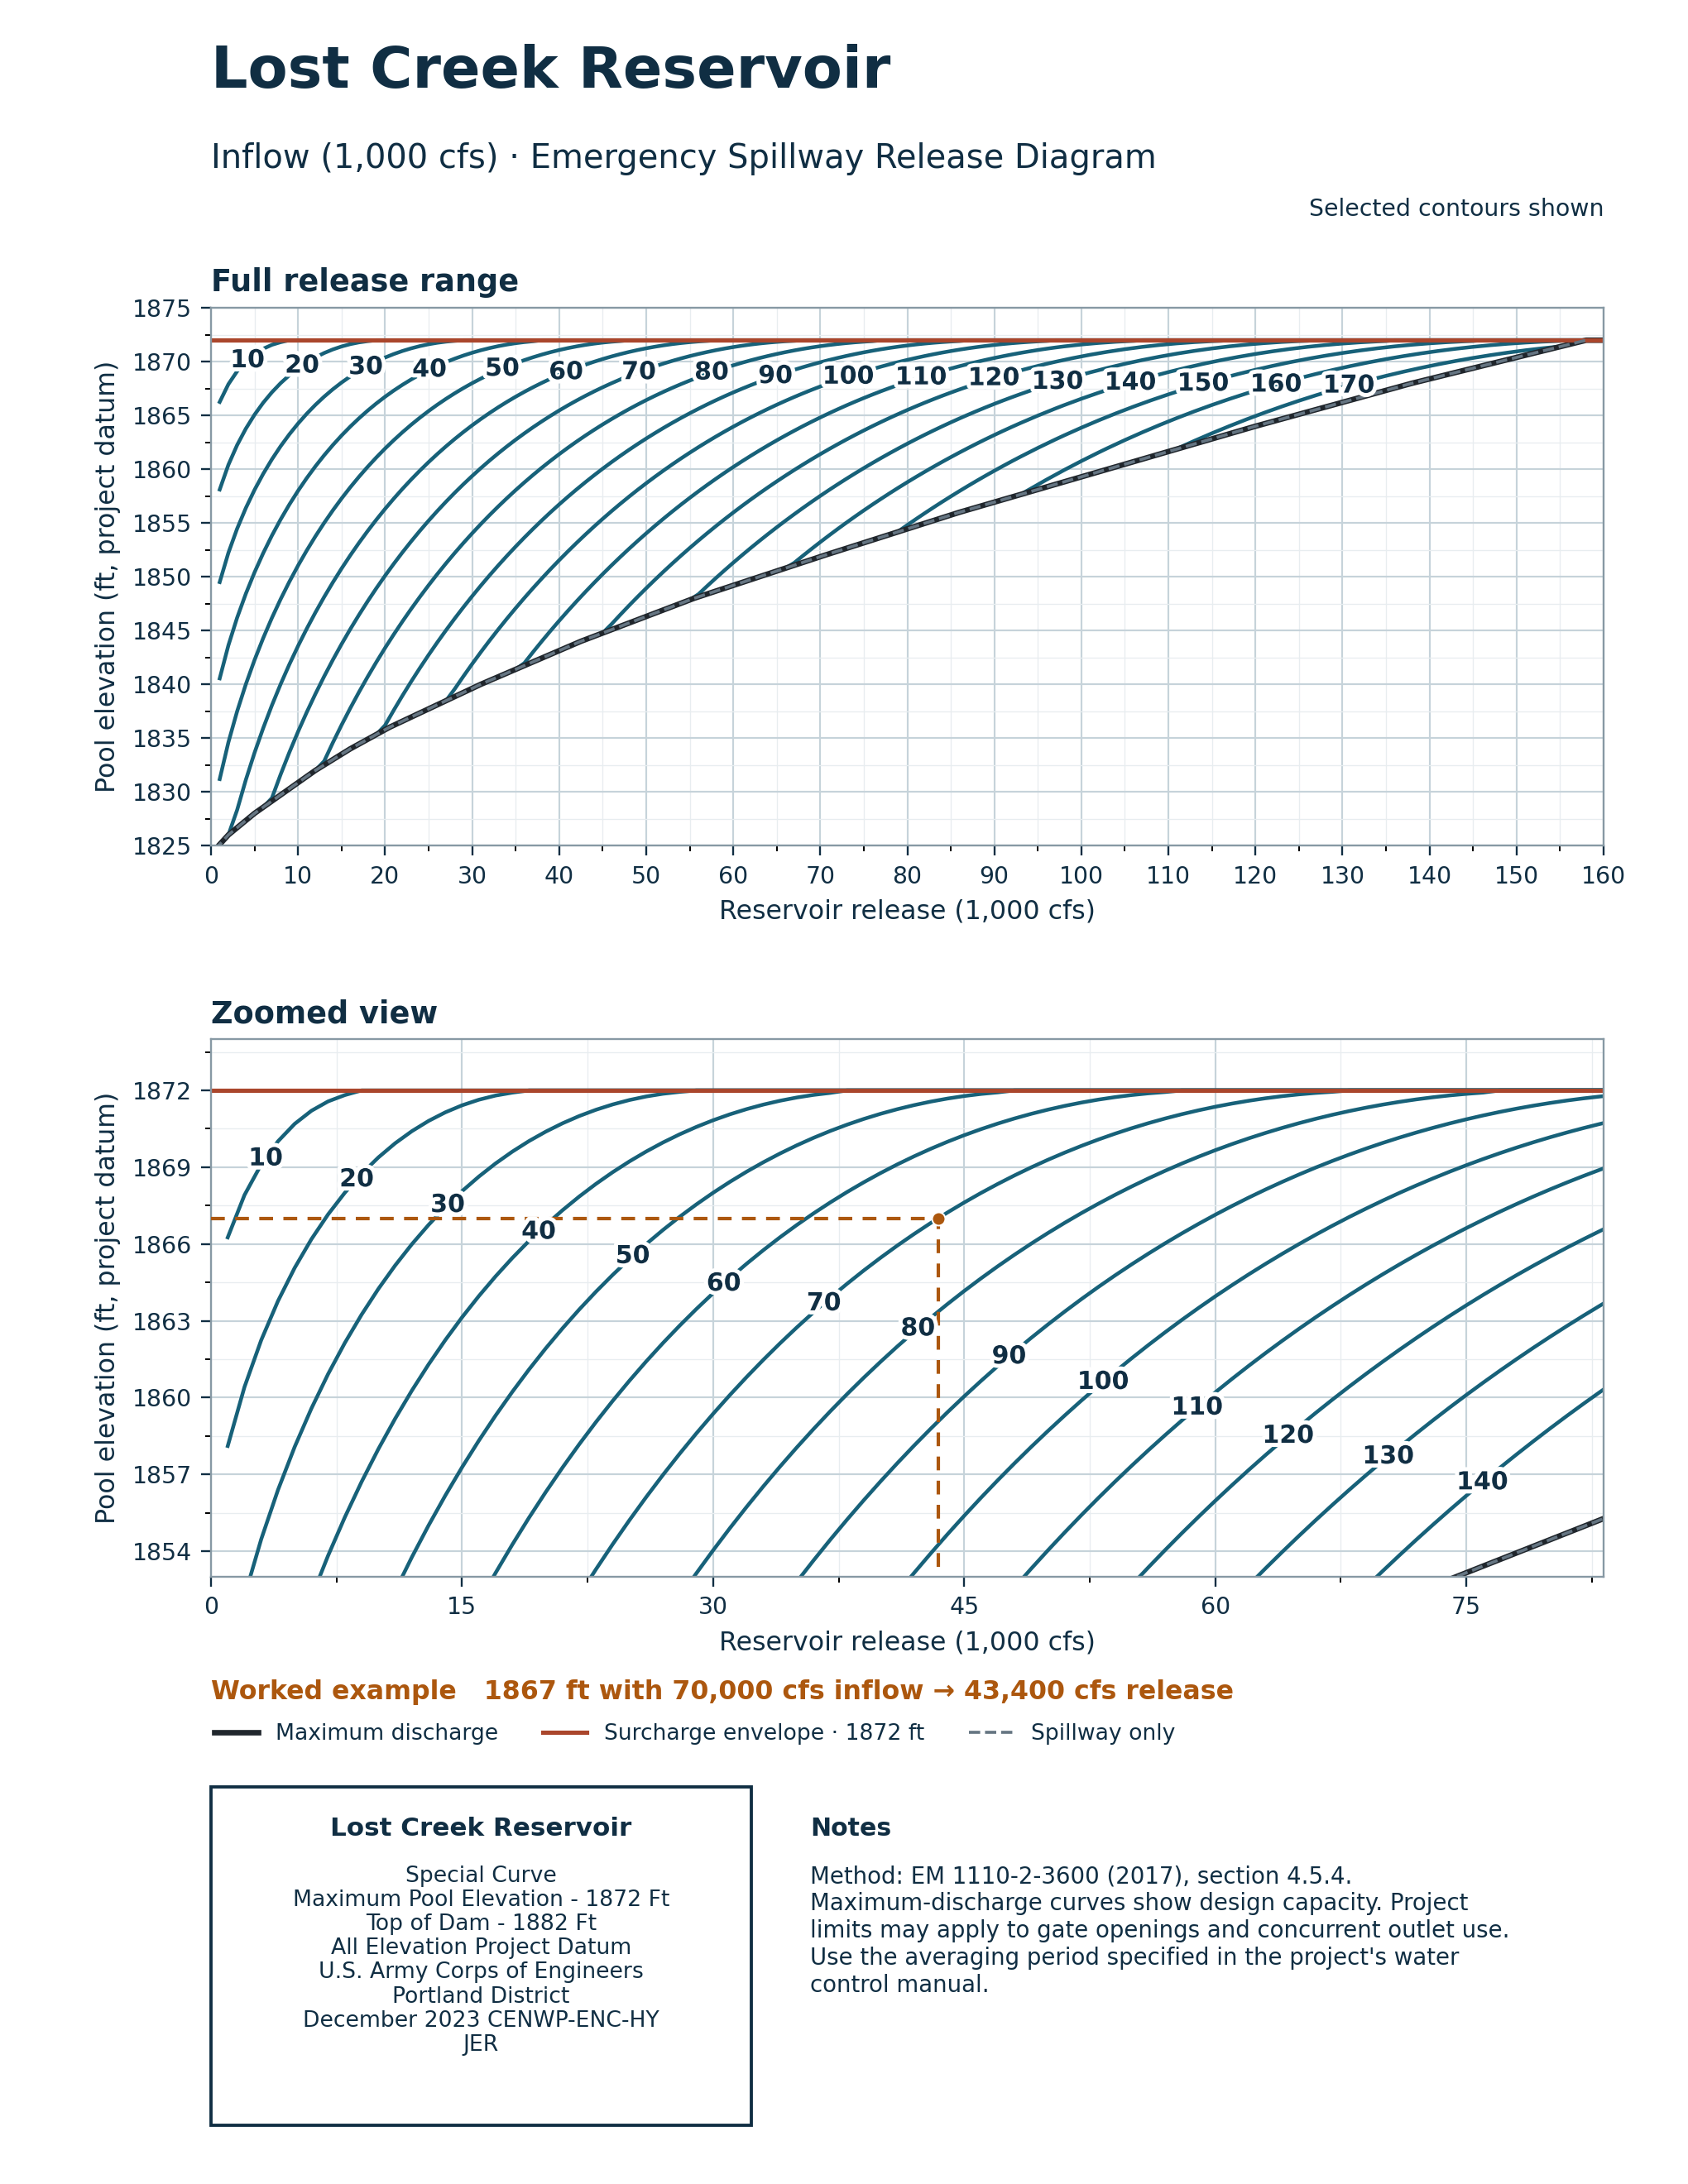 Lost Creek Reservoir
Inflow (1,000 cfs) · Emergency Spillway Release Diagram
Selected contours shown
Full release range
Pool elevation (ft, project datum)
1875
1870
1865
1860
1855
1850
1845
1840
1835
1830
1825
10 20 30 40 50 60 70 80 90 100 110 120 130 140 150 160 170
0 10 20 30 40 50 60 70 80 90 100 110 120 130 140 150 160
Reservoir release (1,000 cfs)
Zoomed view
Pool elevation (ft, project datum)
1872
1869
1866
1863
1860
1857
1854
10
20
30
40
50
60
70
80
90
100
110
120
130
140
0 15 30 45 60 75
Reservoir release (1,000 cfs)
Worked example 1867 ft with 70,000 cfs inflow → 43,400 cfs release
Maximum discharge Surcharge envelope · 1872 ft Spillway only
Lost Creek Reservoir
Special Curve
Maximum Pool Elevation - 1872 Ft
Top of Dam - 1882 Ft
All Elevation Project Datum
U.S. Army Corps of Engineers
Portland District
December 2023 CENWP-ENC-HY
JER
Notes
Method: EM 1110-2-3600 (2017), section 4.5.4.
Maximum-discharge curves show design capacity. Project
limits may apply to gate openings and concurrent outlet use.
Use the averaging period specified in the project's water
control manual.